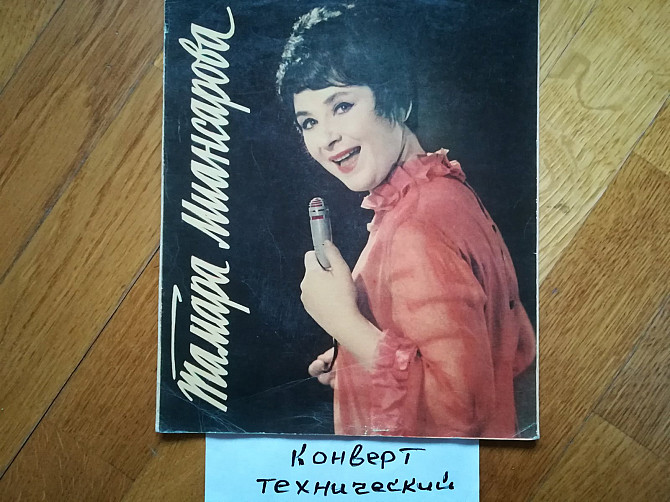 Тамара Миансарова
Конверт
технический